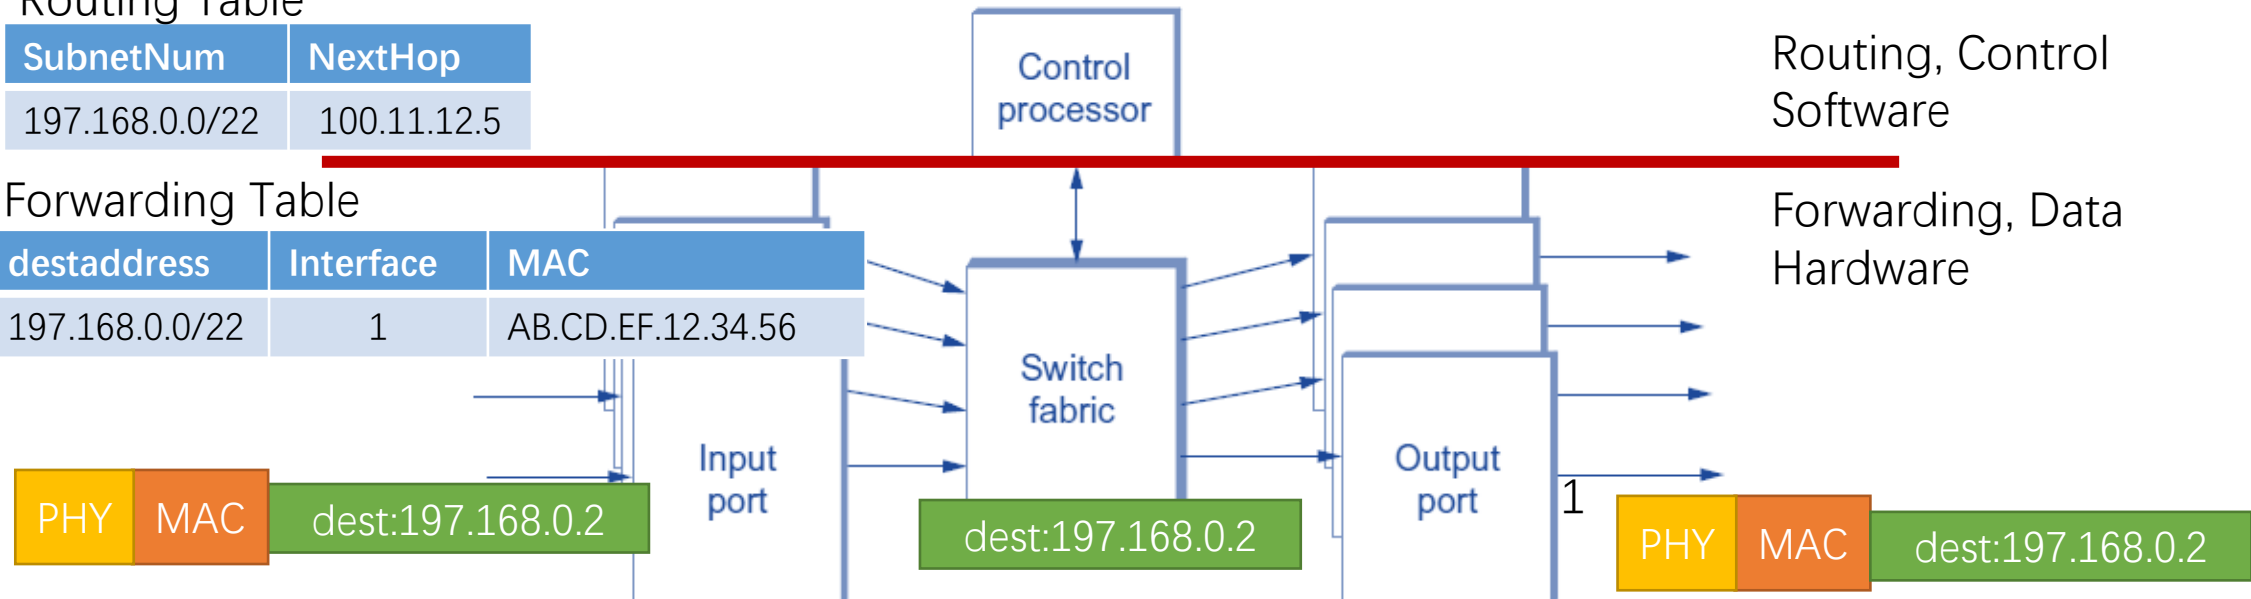 Routing Table
SubnetNum NextHop
197.168.0.0/22 100.11.12.5
Control
processor
Routing, Control
Software
Forwarding Table
destaddress Interface MAC
197.168.0.0/22 1 AB.CD.EF.12.34.56
Forwarding, Data
Hardware
Switch
fabric
Input
port
Output
port
1
PHY MAC dest:197.168.0.2
dest:197.168.0.2
PHY MAC dest:197.168.0.2